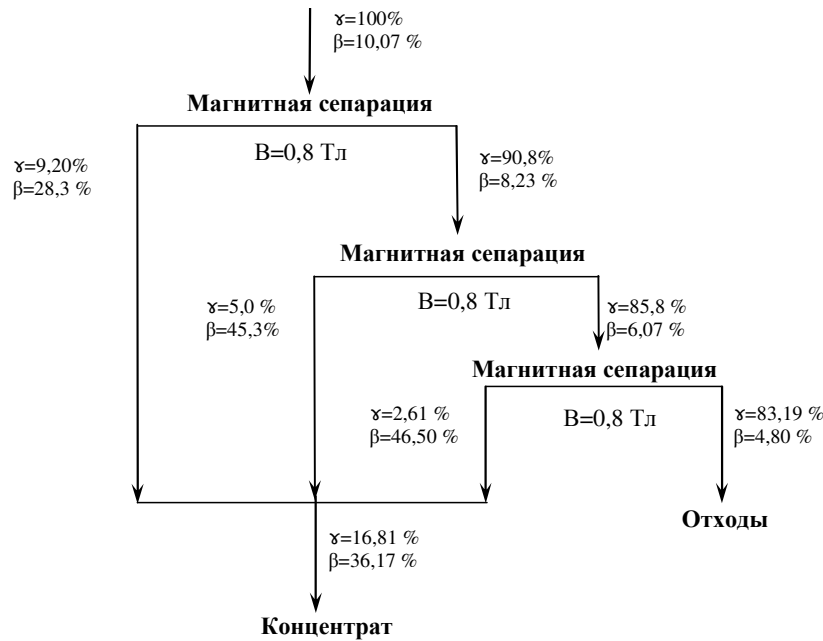 ɤ=100%
β=10,07 %
Магнитная сепарация
В=0,8 Тл
ɤ=9,20%
β=28,3 %
ɤ=90,8%
β=8,23 %
Магнитная сепарация
В=0,8 Тл
ɤ=5,0 %
β=45,3%
ɤ=85,8 %
β=6,07 %
Магнитная сепарация
В=0,8 Тл
ɤ=2,61 %
β=46,50 %
ɤ=83,19 %
β=4,80 %
Отходы
ɤ=16,81 %
β=36,17 %
Концентрат